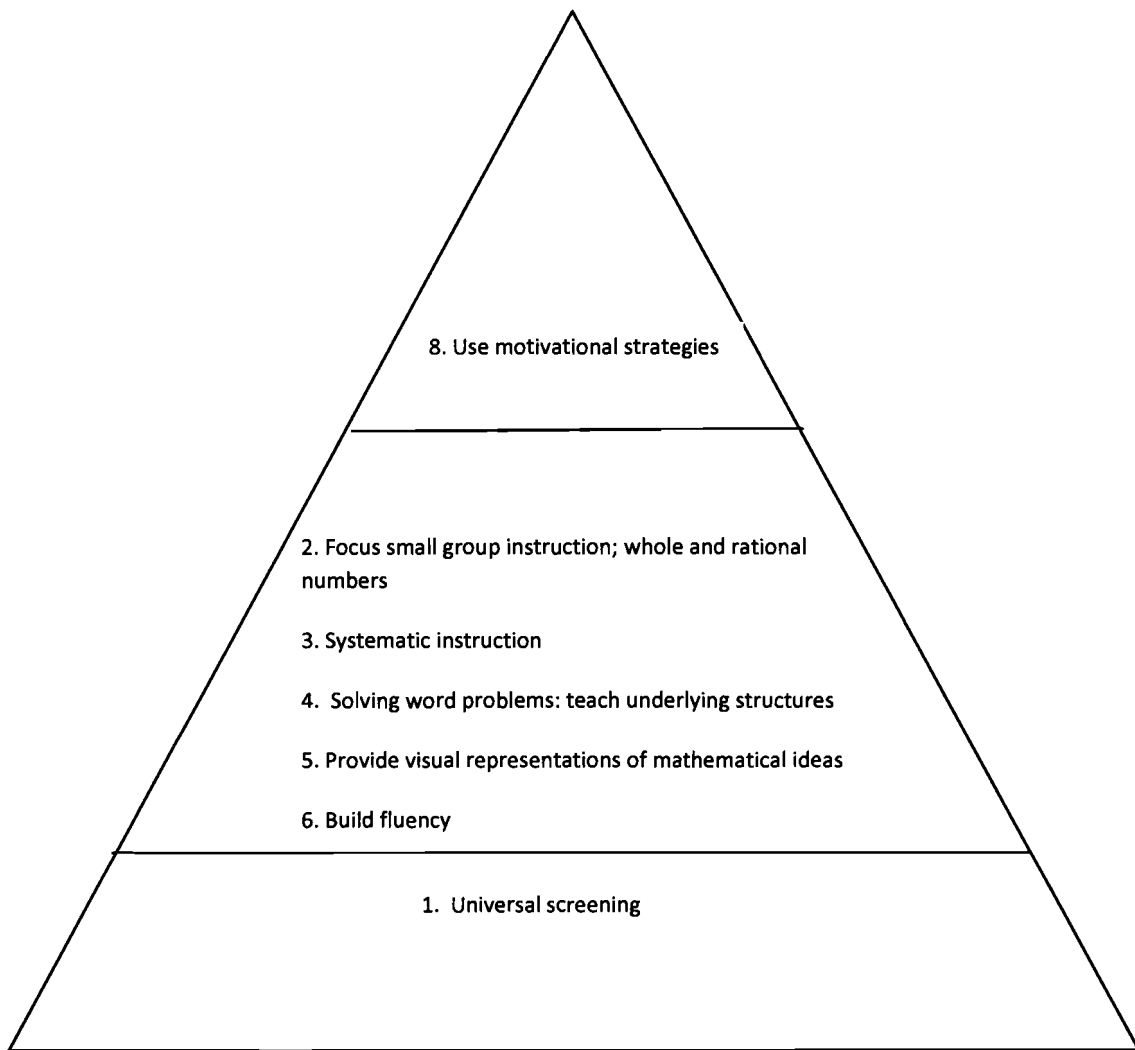 8. Use motivational strategies
2. Focus small group instruction; whole and rational
numbers
3. Systematic instruction
4. Solving word problems: teach underlying structures
5. Provide visual representations of mathematical ideas
6. Build fluency
1. Universal screening